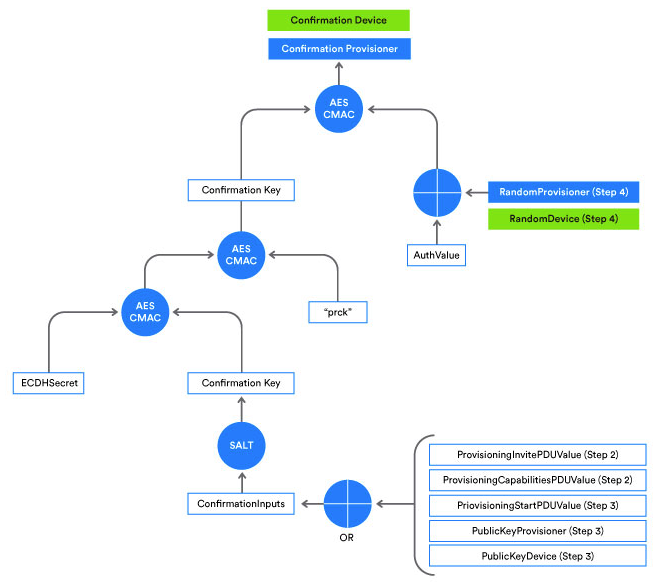 Confirmation Device
Confirmation Provisioner
AES
CMAC
Confirmation Key
RandomProvisioner (Step 4)
RandomDevice (Step 4)
AES
CMAC
AuthValue
AES
CMAC
“prck”
ECDHSecret
Confirmation Key
SALT
ProvisioningInvitePDUValue (Step 2)
ProvisioningCapabilitiesPDUValue (Step 2)
ConfirmationInputs
PriovisioningStartPDUValue (Step 3)
PublicKeyProvisioner (Step 3)
OR
PublicKeyDevice (Step 3)